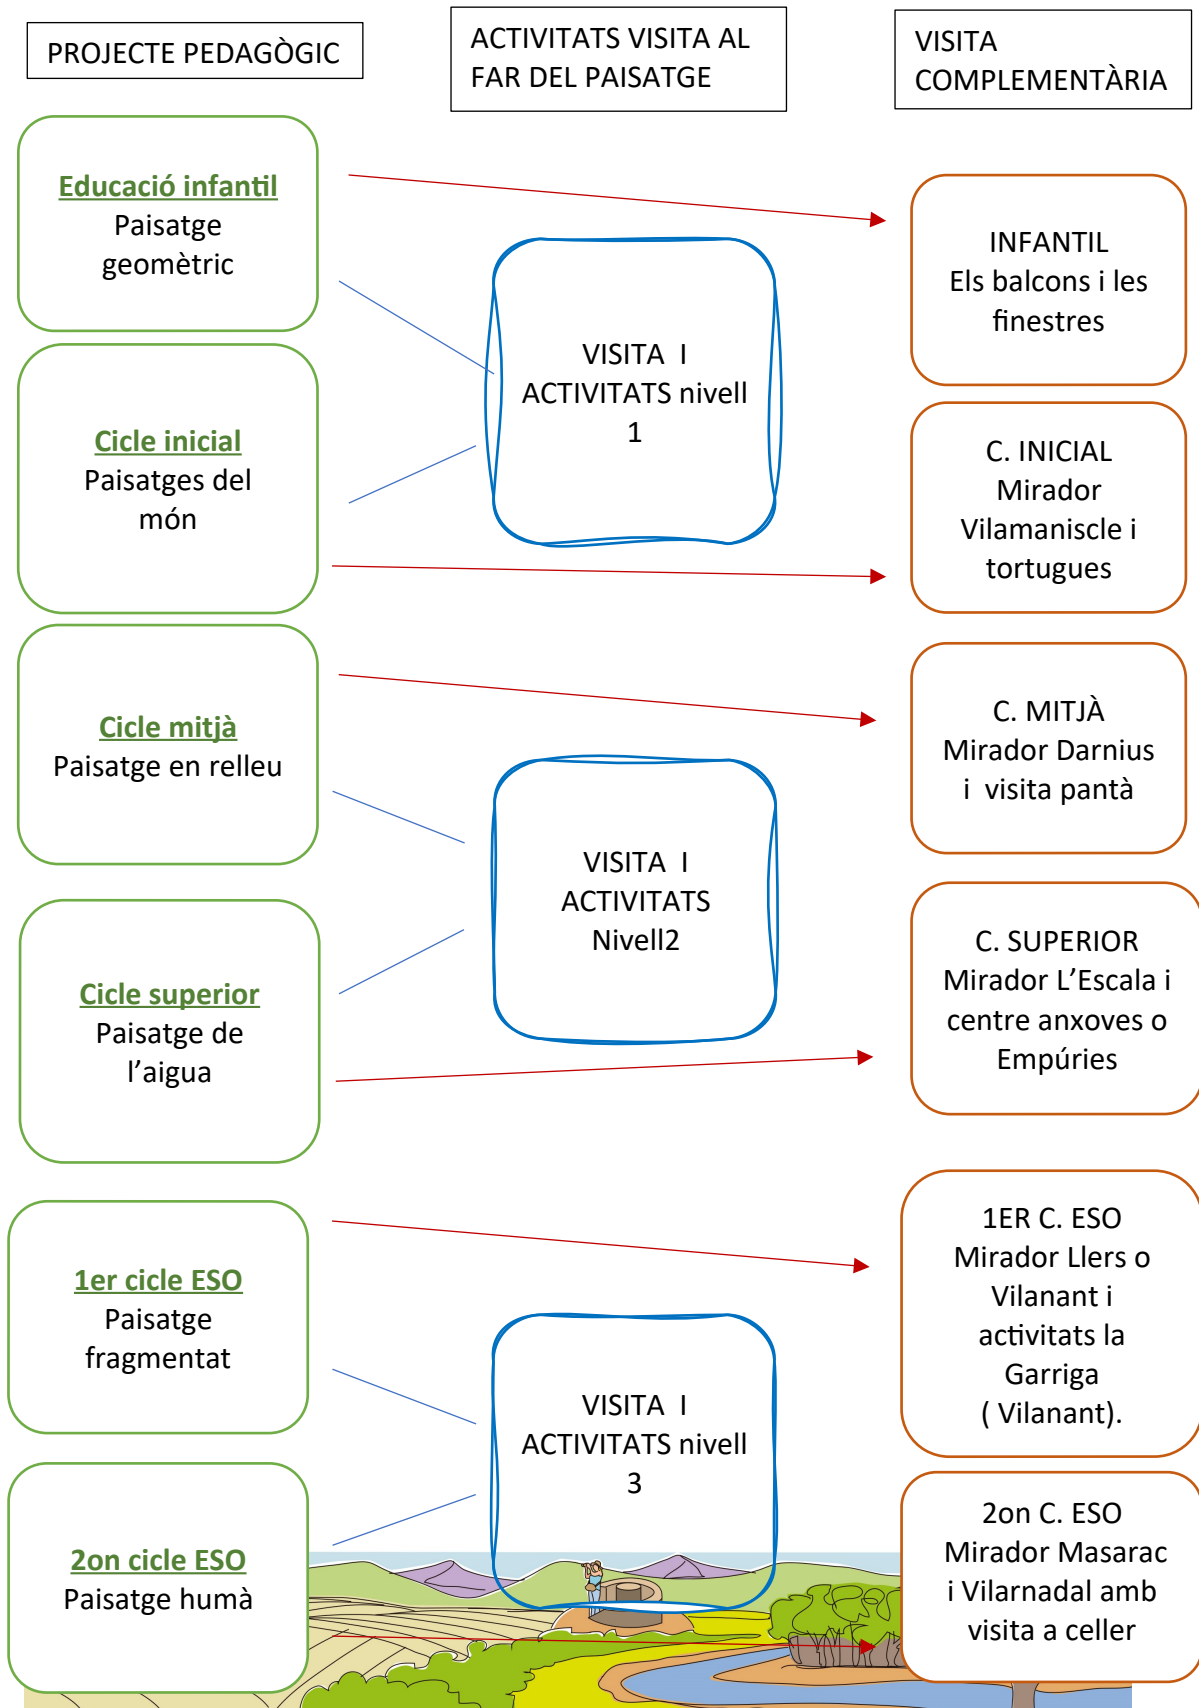 PROJECTE PEDAGÒGIC
ACTIVITATS VISITA AL
FAR DEL PAISATGE
VISITA
COMPLEMENTÀRIA
Educació infantil
Paisatge
geomètric
VISITA I
ACTIVITATS nivell
1
INFANTIL
Els balcons i les
finestres
Cicle inicial
Paisatges del
món
C. INICIAL
Mirador
Vilamaniscle i
tortugues
Cicle mitjà
Paisatge en relleu
VISITA I
ACTIVITATS
Nivell2
C. MITJÀ
Mirador Darnius
i visita pantà
Cicle superior
Paisatge de
l’aigua
C. SUPERIOR
Mirador L’Escala i
centre anxoves o
Empúries
1er cicle ESO
Paisatge
fragmentat
VISITA I
ACTIVITATS nivell
3
1ER C. ESO
Mirador Llers o
Vilanant i
activitats la
Garriga
( Vilanant).
2on cicle ESO
Paisatge humà
2on C. ESO
Mirador Masarac
i Vilarnadal amb
visita a celler